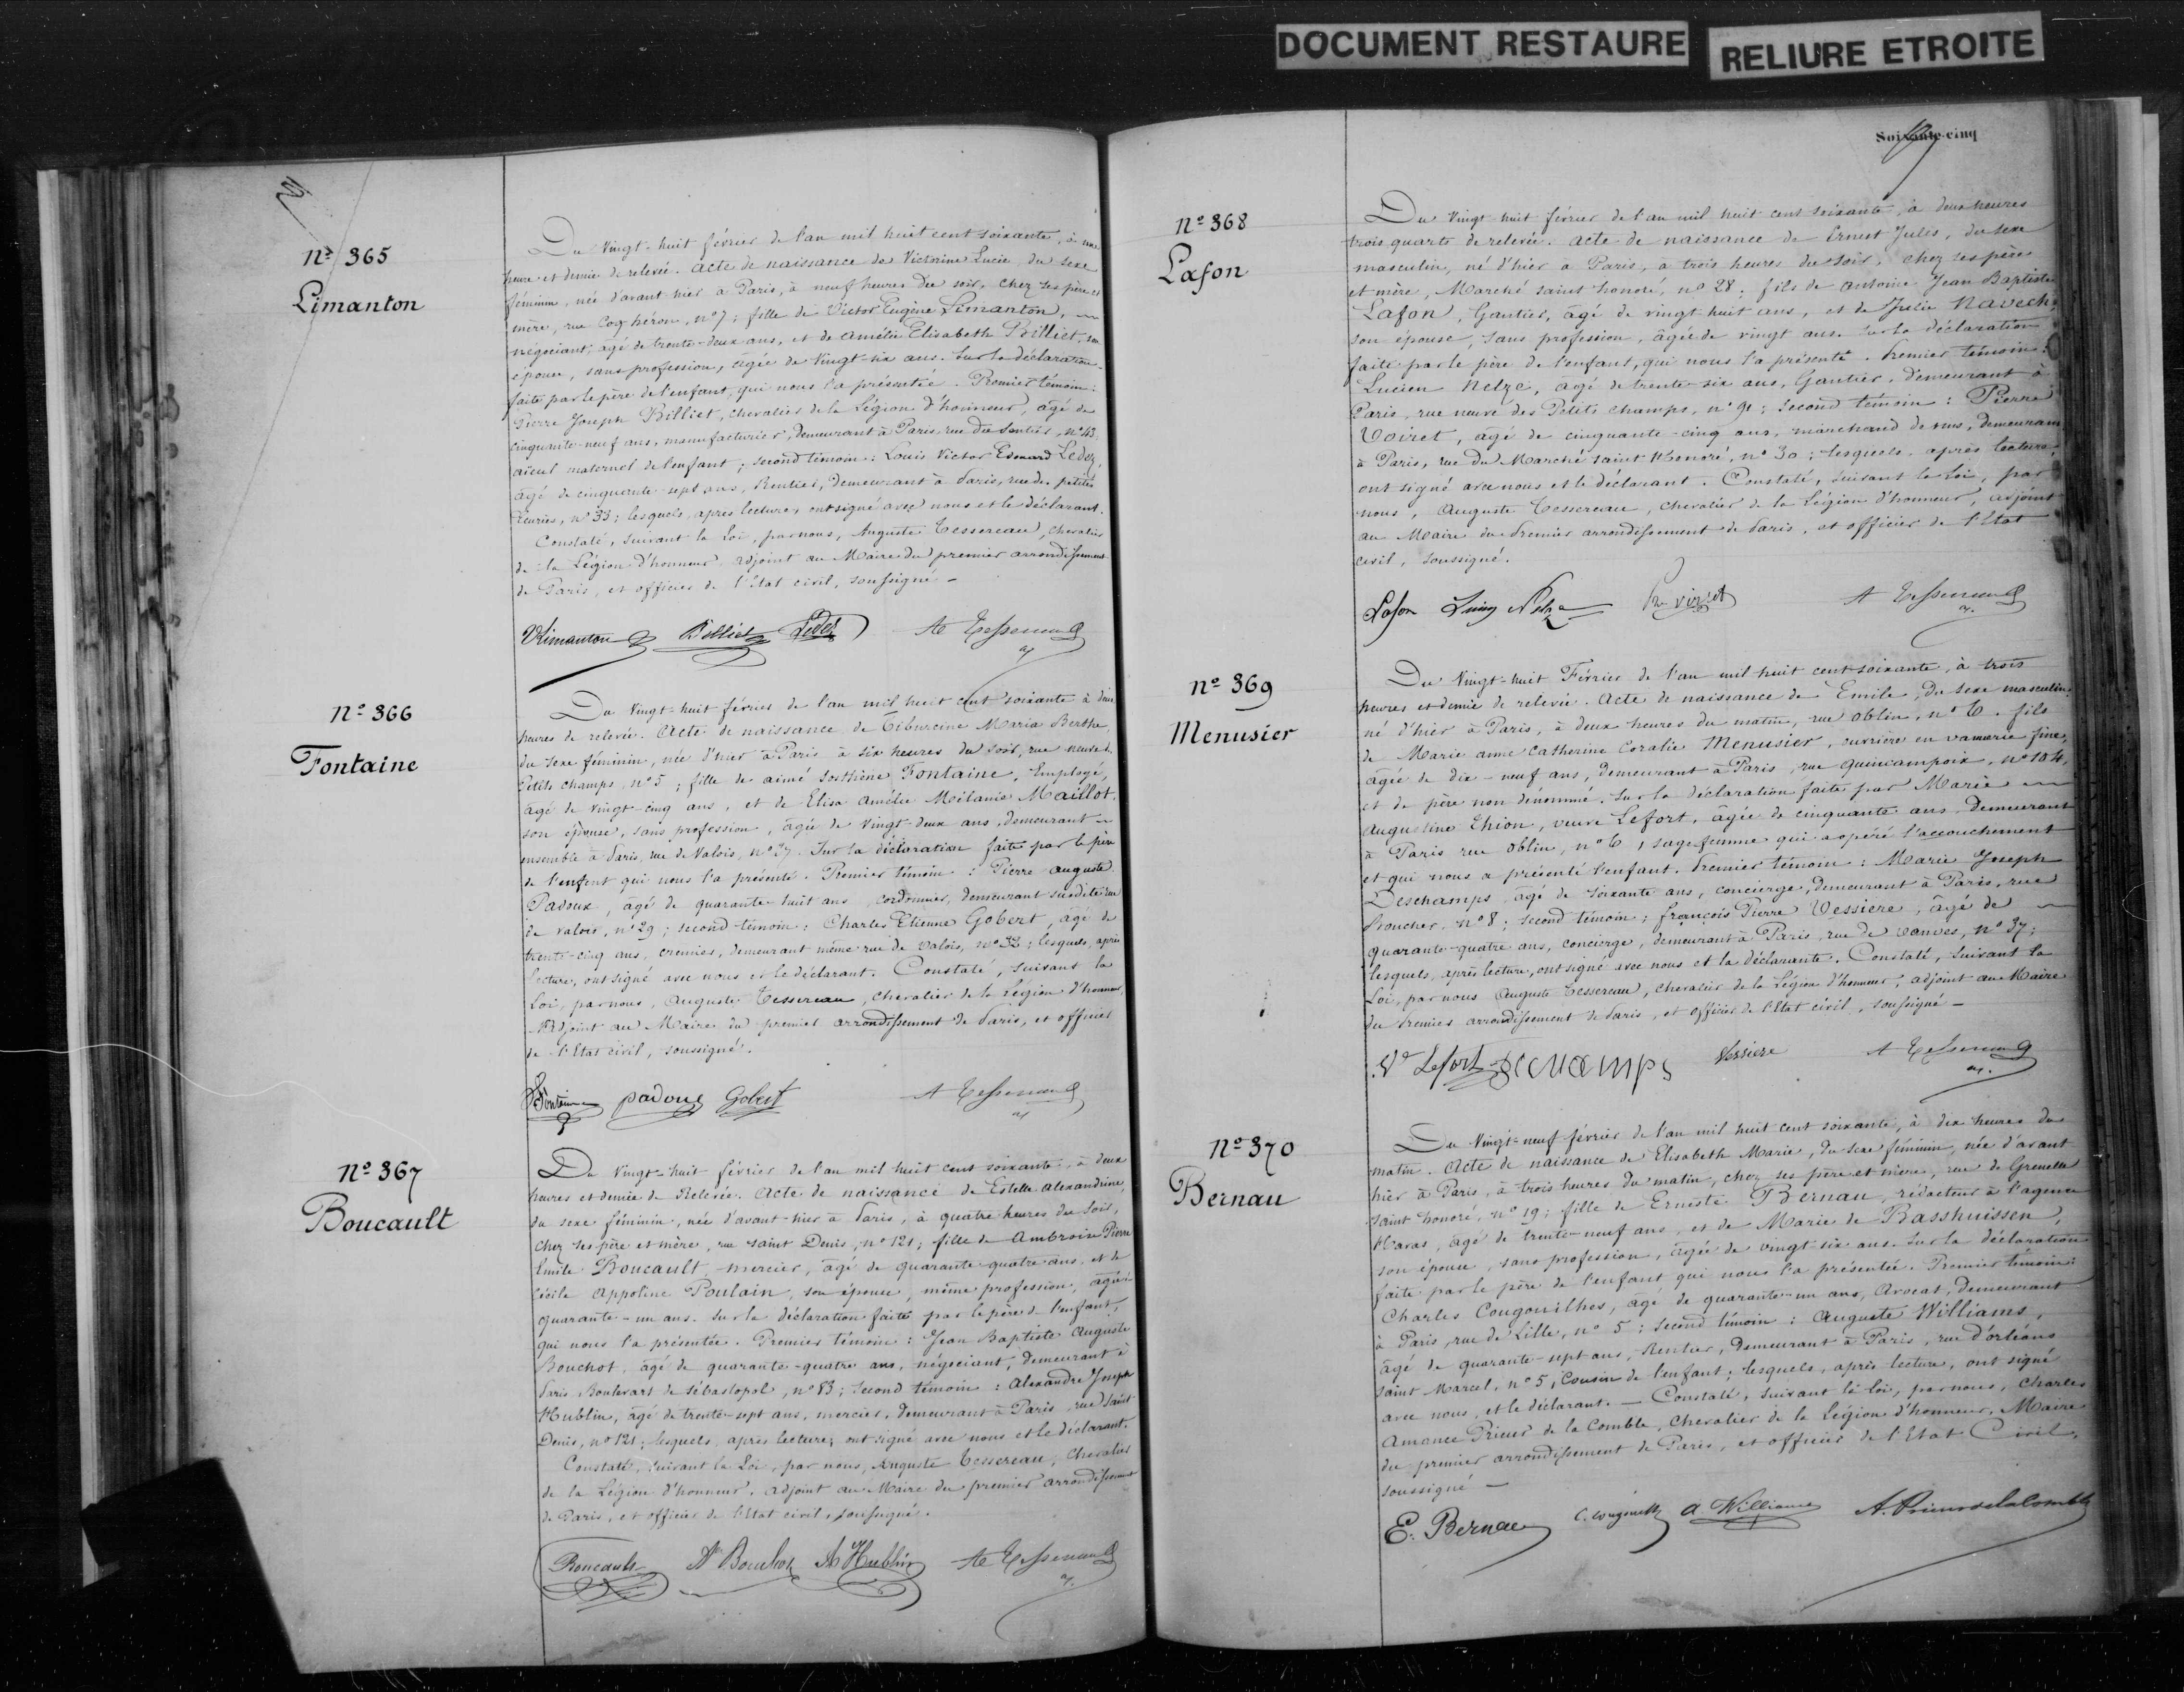 DOCUMENT RESTAURE
RELIURE ETROITE
Nº 365
Limanton
Du Vingt-huit février de l'an mil huit cent soixante, à une
heure et demie de relevée. Acte de naissance de Victorine Lucie, du sexe
féminin, née d'avant-hier à Paris, à neuf heures du soir, chez ses père et
mère, rue Coq héron, nº 7; fille de Victor Eugène Limanton,
négociant, âgé de trente-deux ans, et de Amélie Elisabeth Billiet, son
épouse, sans profession, âgée de Vingt-six ans. Sur la déclaration
faite par le père de l'enfant, qui nous l'a présentée. Premier témoin:
Pierre Joseph Billiet, chevalier de la Légion d'honneur, âgé de
cinquante-neuf ans, manufacturier, demeurant à Paris, rue du Sentier, nº 43,
aïeul maternel de l'enfant; second témoin: Louis Victor Edouard Ledez,
âgé de cinquante-sept ans, Rentier, demeurant à Paris, rue des petites
Ecuries, nº 33; lesquels, après lecture, ont signé avec nous et le déclarant.
Constaté, suivant la Loi, par nous, Auguste Tessereau, chevalier
de la Légion d'honneur, adjoint au Maire du premier arrondissement
de Paris, et officier de l'état civil, soussigné -
VLimanton Billiet Ledez A Tessereau
Nº 366
Fontaine
Du Vingt-huit février de l'an mil huit cent soixante à deux
heures de relevée. Acte de naissance de Tiburcine Maria Berthe,
du sexe féminin, née d'hier à Paris à six heures du soir, rue neuve d.
Petits champs, nº 5; fille de aimé Sosthène Fontaine, Employé,
âgé de vingt-cinq ans, et de Elisa Amélie Mélanie Maillot,
son épouse, sans profession, âgée de Vingt-deux ans, demeurant
ensemble à Paris, rue de Valois, nº 27. Sur la déclaration faite par le père
de l'enfant qui nous l'a présenté. Premier témoin: Pierre auguste
Padoux, âgé de quarante-huit ans, cordonnier, demeurant susdite rue
de Valois, nº 29; second témoin: Charles Etienne Gobert, âgé de
trente-cinq ans, crémier, demeurant même rue de Valois, nº 33; lesquels, après
lecture, ont signé avec nous et le déclarant. Constaté, suivant la
Loi, par nous, Auguste Tessereau, chevalier de la Légion d'honneur,
Adjoint au Maire du premier arrondissement de Paris, et officier
de l'Etat civil, soussigné.
Fontaine padoux Gobert A Tessereau
Nº 367
Boucault
Du Vingt-huit février de l'an mil huit cent soixante, à deux
heures et demie de Relevée. Acte de naissance de Estelle Alexandrine,
du sexe féminin, née d'avant-hier à Paris, à quatre heures du soir,
chez ses père et mère, rue saint Denis, nº 121; fille de Ambroise Pierre
Emile Boucault, mercier, âgé de quarante-quatre ans, et de
Cécile Appoline Poulain, son épouse, même profession, âgée
quarante-un ans. Sur la déclaration faite par le père de l'enfant,
qui nous l'a présentée. Premier témoin: Jean Baptiste Auguste
Bouchot, âgé de quarante-quatre ans, négociant, demeurant à
Paris Boulevart de Sébastopol, nº 83; second témoin: Alexandre Joseph
Hublin, âgé de trente-sept ans, mercier, demeurant à Paris, rue Saint
Denis, nº 121; lesquels, après lecture, ont signé avec nous et le déclarant.
Constaté, suivant la Loi, par nous, Auguste Tessereau, Chevalier
de la Légion d'honneur, adjoint au Maire du premier arrondissement
de Paris, et officier de l'état civil, soussigné.
Boucault A Bouchot A Hublin A Tessereau
Soixante-cinq
Nº 368
Lafon
Du Vingt-huit février de l'an mil huit cent soixante, à deux heures
trois quarts de relevée. Acte de naissance de Ernest Jules, du sexe
masculin, né d'hier à Paris, à trois heures du soir, chez ses père
et mère, Marché saint honoré, nº 28; fils de Antoine Jean Baptiste
Lafon, Gantier, âgé de vingt huit ans, et de Julie Navech,
son épouse, sans profession, âgée de vingt ans. Sur la déclaration
faite par le père de l'enfant, qui nous l'a présenté. Premier témoin:
Lucien Netze, âgé de trente-six ans, Gantier, demeurant à
Paris, rue neuve des Petits champs, nº 91; second témoin: Pierre
Voiret, âgé de cinquante-cinq ans, marchand de vins, demeurant
à Paris, rue du Marché saint Honoré, nº 30; lesquels, après lecture,
ont signé avec nous et le déclarant. Constaté, suivant la Loi, par
nous, Auguste Tessereau, chevalier de la Légion d'honneur, adjoint
au Maire du Premier arrondissement de Paris, et officier de l'Etat
civil, soussigné.
Lafon A Tessereau
Nº 369
Menusier
Du Vingt-huit Février de l'an mil huit cent soixante, à trois
heures et demie de relevée. Acte de naissance de Emile, du sexe masculin,
né d'hier à Paris, à deux heures du matin, rue oblin, nº 6. fils
de Marie anne Catherine Coralie Menusier, ouvrière en vannerie fine,
âgée de dix-neuf ans, demeurant à Paris, rue Quincampoix, nº 104,
et de père non dénommé. Sur la déclaration faite par Marie
Augustine Thion, veuve Lefort, âgée de cinquante ans, demeurant
à Paris rue oblin, nº 6, sage femme qui a opéré l'accouchement
et qui nous a présenté l'enfant. Premier témoin: Marie Joseph
Deschamps, âgé de soixante ans, concierge, demeurant à Paris, rue
boucher, nº 8; second témoin: françois Pierre Vessiere, âgé de
quarante-quatre ans, concierge, demeurant à Paris, rue de vanves, nº 37;
lesquels, après lecture, ont signé avec nous et la déclarante. Constaté, suivant la
Loi, par nous Auguste Tessereau, chevalier de la Légion d'honneur, adjoint au Maire
du Premier arrondissement de Paris, et officier de l'Etat civil, soussigné -
Ve Lefort Deschamps Vessiere A Tessereau
Nº 370
Bernau
Du Vingt-neuf février de l'an mil huit cent soixante, à dix heures du
matin. Acte de naissance de Elisabeth Marie, du sexe féminin, née d'avant
hier à Paris, à trois heures du matin, chez ses père et mère, rue de Grenelle
saint honoré, nº 19; fille de Erneste Bernau, rédacteur à l'agence
Havas, âgé de trente-neuf ans, et de Marie de Basshuissen,
son épouse, sans profession, âgée de vingt-six ans. Sur la déclaration
faite par le père de l'enfant qui nous l'a présentée. Premier témoin:
Charles Cougouilhes, âgé de quarante-un ans, Avocat, demeurant
à Paris, rue de Lille, nº 5; second témoin: Auguste Williams,
âgé de quarante-sept ans, Rentier, demeurant à Paris, rue d'orléans
saint Marcel, nº 5, Cousin de l'enfant; lesquels, après lecture, ont signé
avec nous, et le déclarant. - Constaté, suivant la loi, par nous, Charles
Amance Prieur de la Comble, chevalier de la Légion d'honneur, Maire
du premier arrondissement de Paris, et officier de l'Etat Civil,
soussigné -
E. Bernau A. Williams A. Prieur de la Comble